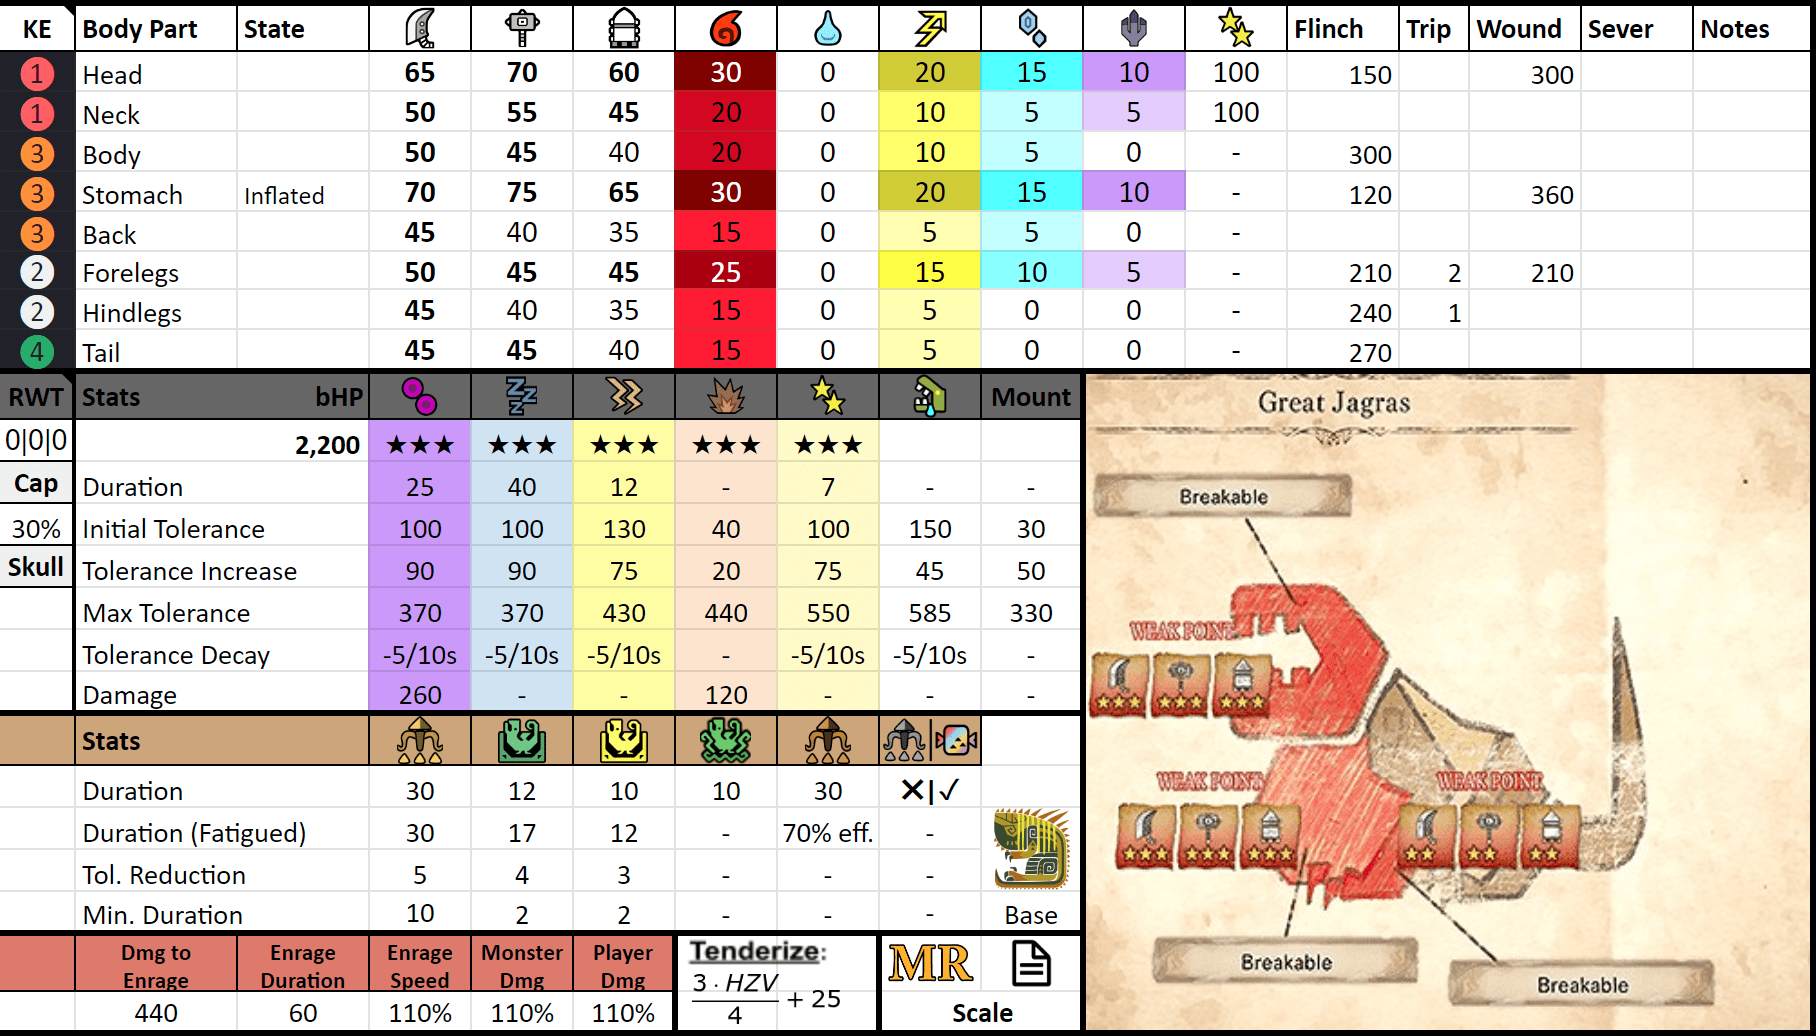 KE Body Part State Flinch Trip Wound Sever Notes
1 Head 65 70 60 30 0 20 15 10 100 150 300
1 Neck 50 55 45 20 0 10 5 5 100
3 Body 50 45 40 20 0 10 5 0 - 300
3 Stomach Inflated 70 75 65 30 0 20 15 10 - 120 360
3 Back 45 40 35 15 0 5 5 0 -
2 Forelegs 50 45 45 25 0 15 10 5 - 210 2 210
2 Hindlegs 45 40 35 15 0 5 0 0 - 240 1
4 Tail 45 45 40 15 0 5 0 0 - 270
RWT Stats bHP Mount
0|0|0 2,200 ★★★ ★★★ ★★★ ★★★ ★★★
Cap Duration 25 40 12 - 7 - -
30% Initial Tolerance 100 100 130 40 100 150 30
Skull Tolerance Increase 90 90 75 20 75 45 50
Max Tolerance 370 370 430 440 550 585 330
Tolerance Decay -5/10s -5/10s -5/10s - -5/10s -5/10s -
Damage 260 - - 120 - - -
Stats
Duration 30 12 10 10 30 ✕|✓
Duration (Fatigued) 30 17 12 - 70% eff. -
Tol. Reduction 5 4 3 - - -
Min. Duration 10 2 2 - - - Base
Dmg to Enrage Enrage Duration Enrage Speed Monster Dmg Player Dmg
440 60 110% 110% 110%
Tenderize:
3 · HZV
4
+ 25
MR
Scale
Great Jagras
Breakable
WEAK POINT
★★★ ★★★ ★★★
WEAK POINT WEAK POINT
★★★ ★★★ ★★★ ★★ ★★ ★★
Breakable
Breakable